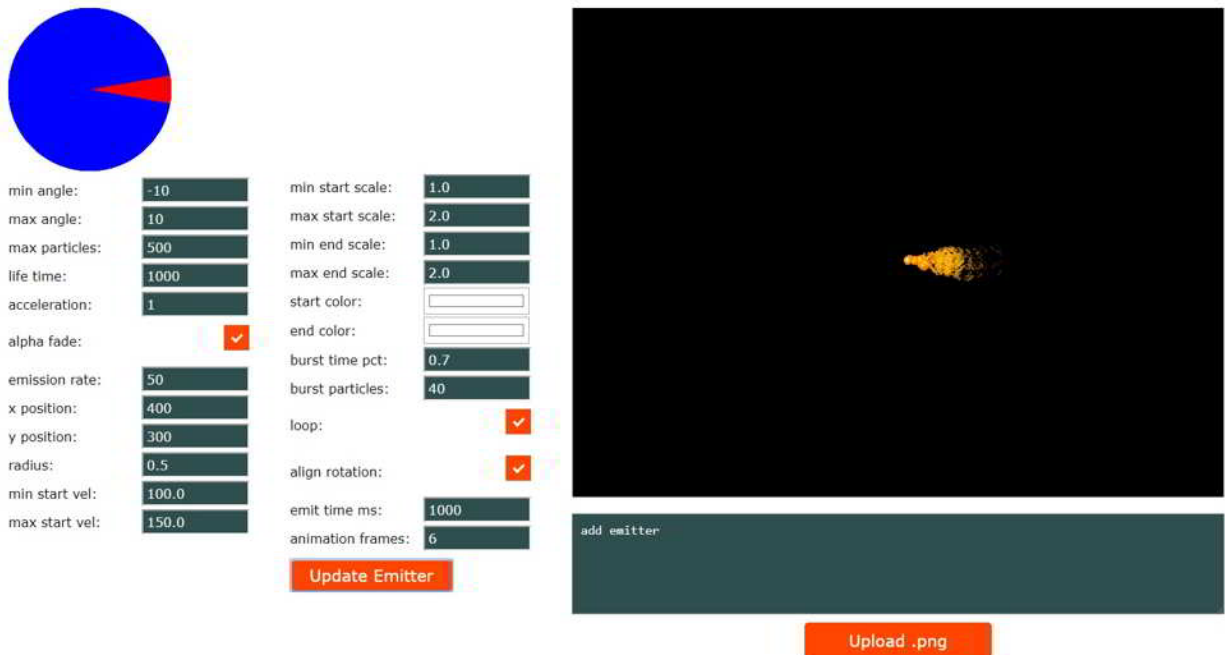 min angle: -10
max angle: 10
max particles: 500
life time: 1000
acceleration: 1
alpha fade:
emission rate: 50
x position: 400
y position: 300
radius: 0.5
min start vel: 100.0
max start vel: 150.0
min start scale: 1.0
max start scale: 2.0
min end scale: 1.0
max end scale: 2.0
start color:
end color:
burst time pct: 0.7
burst particles: 40
loop:
align rotation:
emit time ms: 1000
animation frames: 6
Update Emitter
add emitter
Upload .png